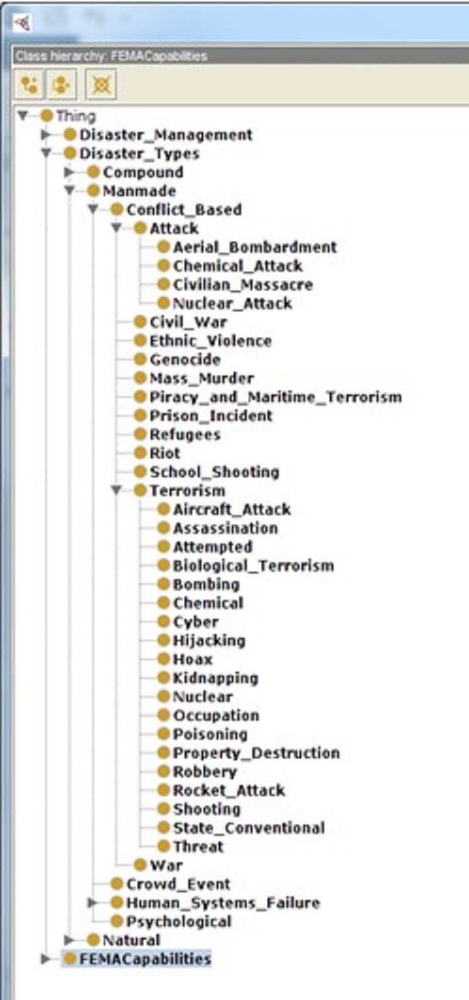 Class hierarchy: FEMACapabilities
Thing
Disaster_Management
Disaster_Types
Compound
Manmade
Conflict_Based
Attack
Aerial_Bombardment
Chemical_Attack
Civilian_Massacre
Nuclear_Attack
Civil_War
Ethnic_Violence
Genocide
Mass_Murder
Piracy_and_Maritime_Terrorism
Prison_Incident
Refugees
Riot
School_Shooting
Terrorism
Aircraft_Attack
Assassination
Attempted
Biological_Terrorism
Bombing
Chemical
Cyber
Hijacking
Hoax
Kidnapping
Nuclear
Occupation
Poisoning
Property_Destruction
Robbery
Rocket_Attack
Shooting
State_Conventional
Threat
War
Crowd_Event
Human_Systems_Failure
Psychological
Natural
FEMACapabilities